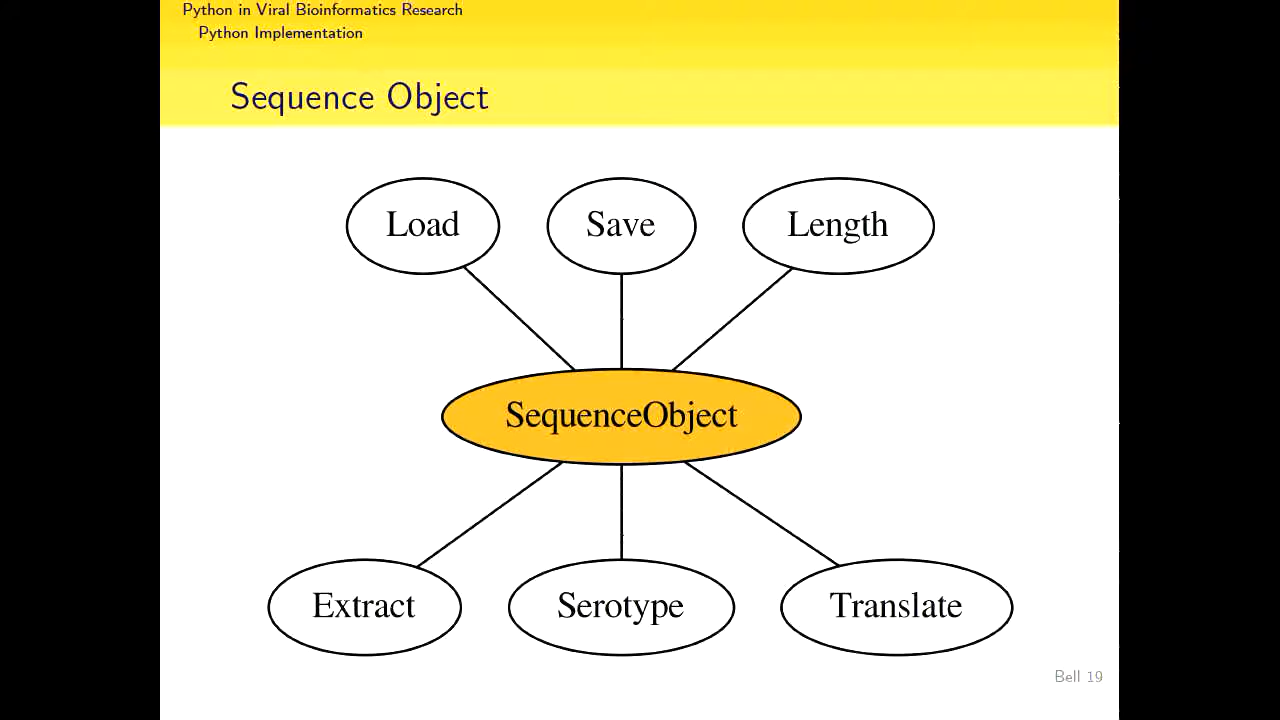 Python in Viral Bioinformatics Research
Python Implementation
Sequence Object
Load
Save
Length
SequenceObject
Extract
Serotype
Translate
Bell 19